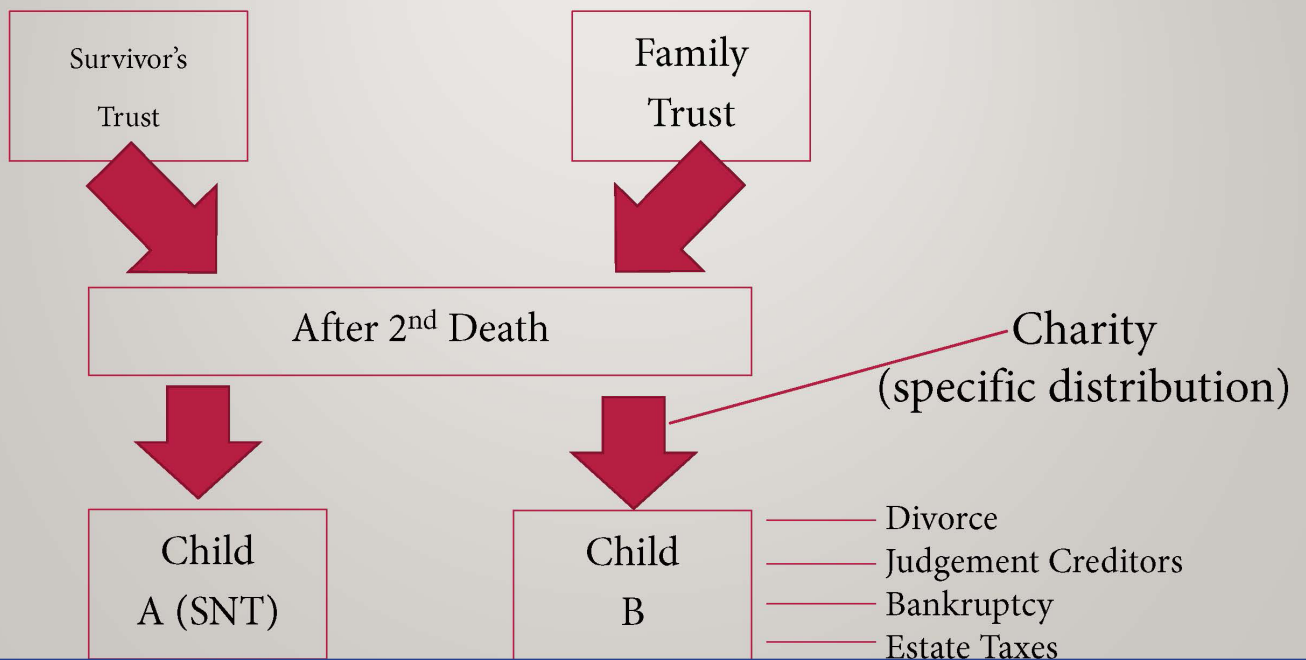 Survivor’s
Trust
Family
Trust
After 2nd Death
Charity
(specific distribution)
Child
A (SNT)
Child
B
Divorce
Judgement Creditors
Bankruptcy
Estate Taxes